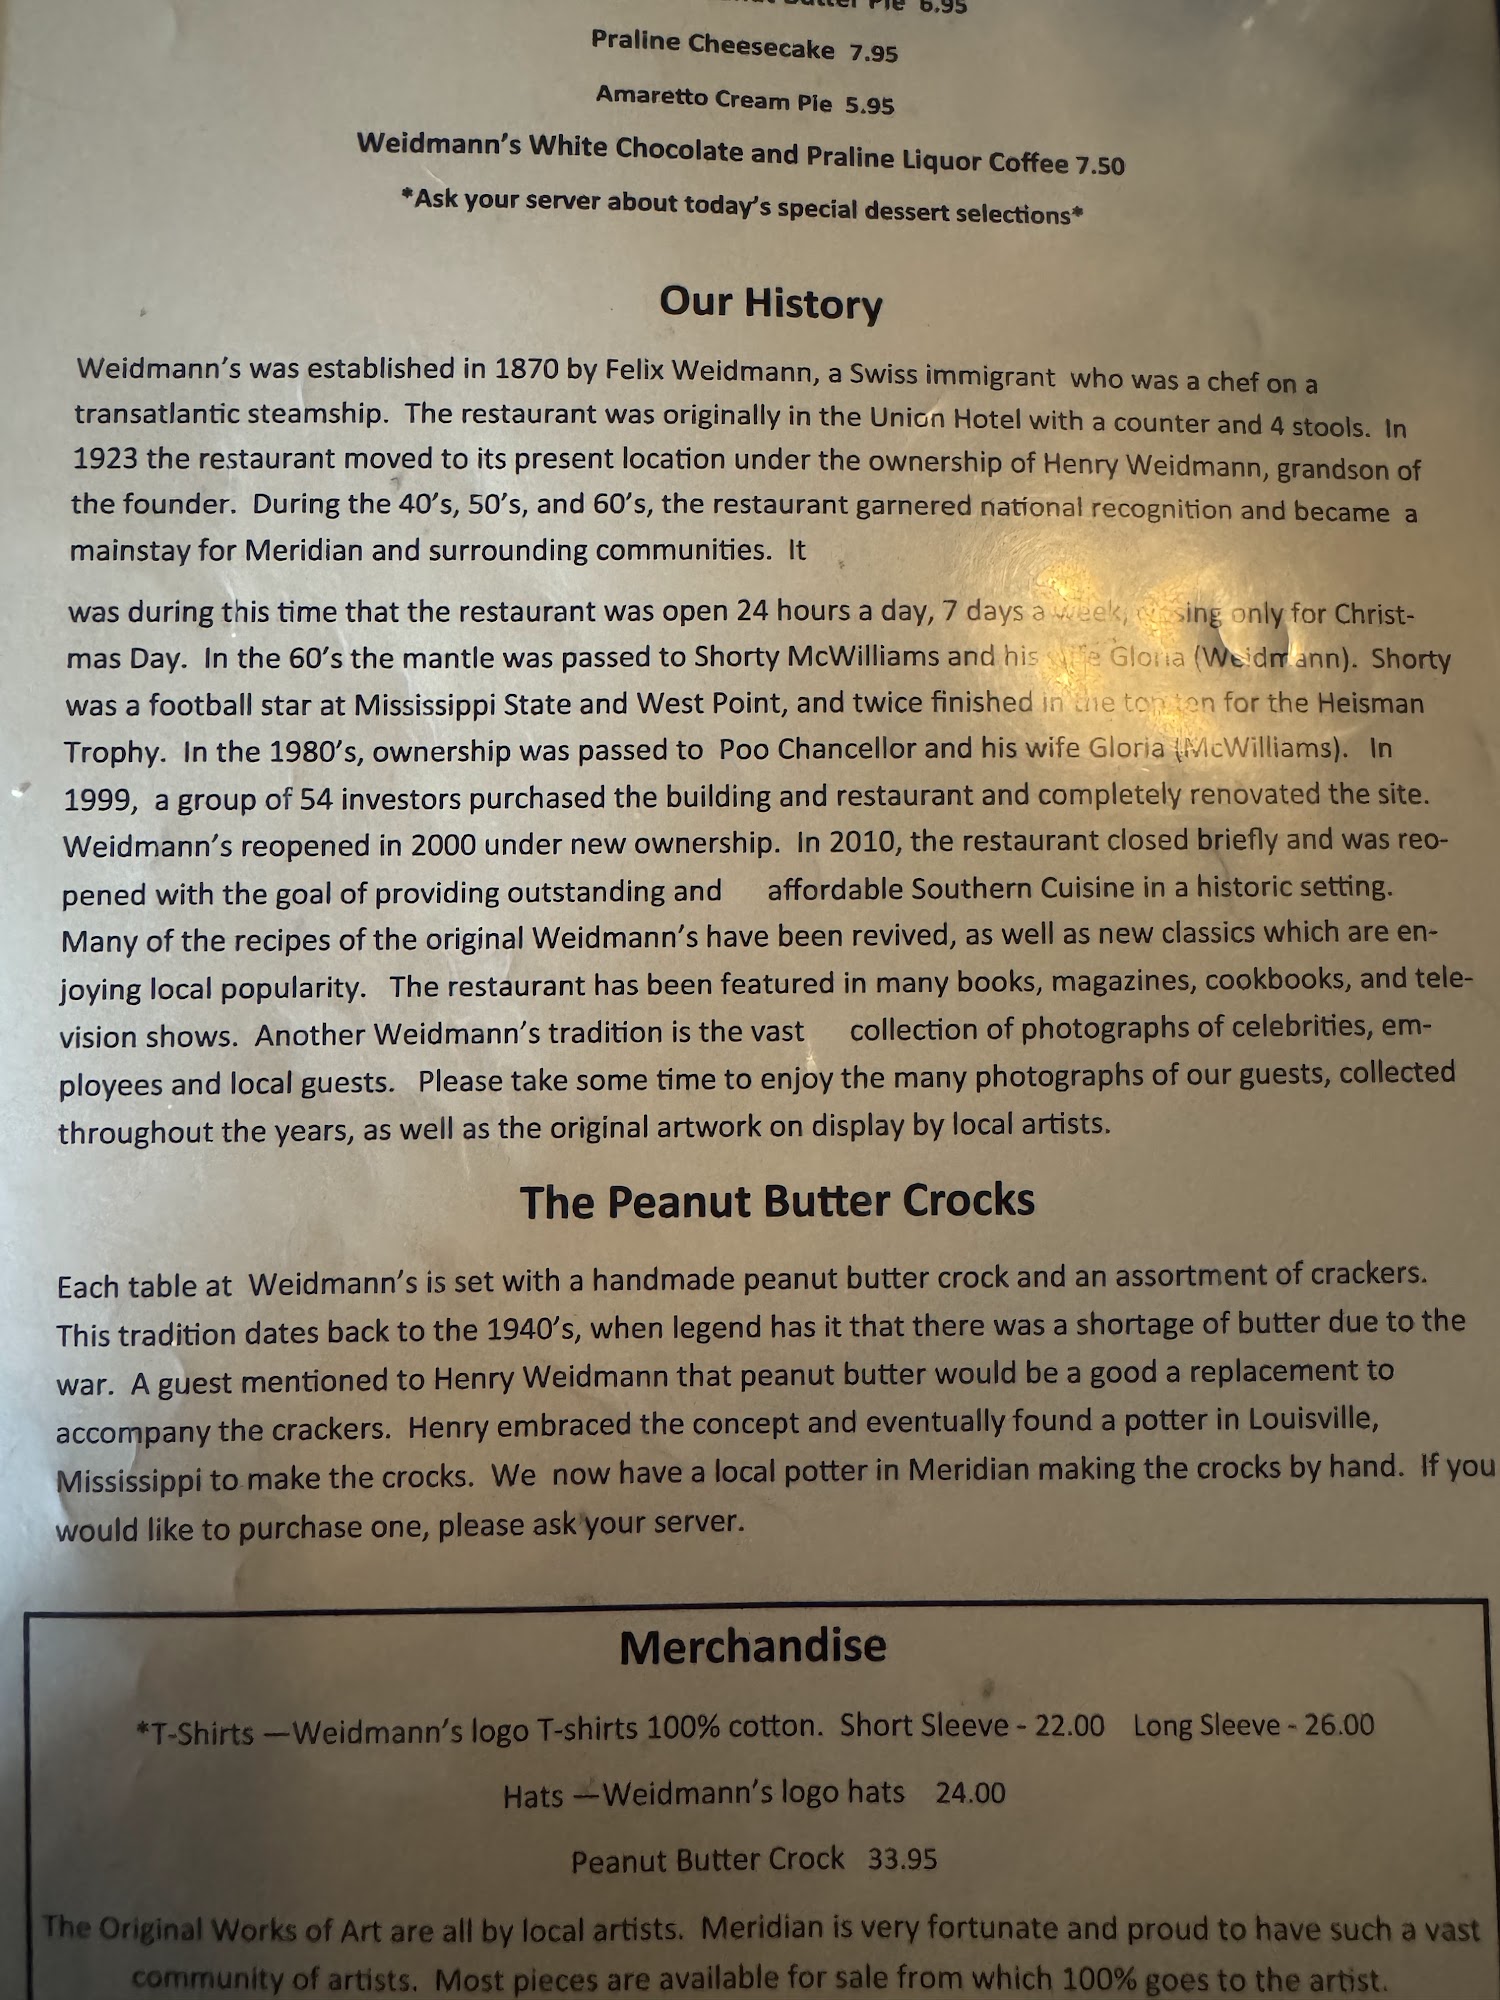 Butter Pie 6.95
Praline Cheesecake 7.95
Amaretto Cream Pie 5.95
Weidmann's White Chocolate and Praline Liquor Coffee 7.50
*Ask your server about today's special dessert selections*
Our History
Weidmann's was established in 1870 by Felix Weidmann, a Swiss immigrant who was a chef on a
transatlantic steamship. The restaurant was originally in the Union Hotel with a counter and 4 stools. In
1923 the restaurant moved to its present location under the ownership of Henry Weidmann, grandson of
the founder. During the 40's, 50's, and 60's, the restaurant garnered national recognition and became a
mainstay for Meridian and surrounding communities. It
was during this time that the restaurant was open 24 hours a day, 7 days a week, closing only for Christ-
mas Day. In the 60's the mantle was passed to Shorty McWilliams and his wife Gloria (Weidmann). Shorty
was a football star at Mississippi State and West Point, and twice finished in the top ten for the Heisman
Trophy. In the 1980's, ownership was passed to Poo Chancellor and his wife Gloria (McWilliams). In
1999, a group of 54 investors purchased the building and restaurant and completely renovated the site.
Weidmann's reopened in 2000 under new ownership. In 2010, the restaurant closed briefly and was reo-
pened with the goal of providing outstanding and affordable Southern Cuisine in a historic setting.
Many of the recipes of the original Weidmann's have been revived, as well as new classics which are en-
joying local popularity. The restaurant has been featured in many books, magazines, cookbooks, and tele-
vision shows. Another Weidmann's tradition is the vast collection of photographs of celebrities, em-
ployees and local guests. Please take some time to enjoy the many photographs of our guests, collected
throughout the years, as well as the original artwork on display by local artists.
The Peanut Butter Crocks
Each table at Weidmann's is set with a handmade peanut butter crock and an assortment of crackers.
This tradition dates back to the 1940's, when legend has it that there was a shortage of butter due to the
war. A guest mentioned to Henry Weidmann that peanut butter would be a good a replacement to
accompany the crackers. Henry embraced the concept and eventually found a potter in Louisville,
Mississippi to make the crocks. We now have a local potter in Meridian making the crocks by hand. If you
would like to purchase one, please ask your server.
Merchandise
*T-Shirts —Weidmann's logo T-shirts 100% cotton. Short Sleeve - 22.00 Long Sleeve - 26.00
Hats —Weidmann's logo hats 24.00
Peanut Butter Crock 33.95
The Original Works of Art are all by local artists. Meridian is very fortunate and proud to have such a vast
community of artists. Most pieces are available for sale from which 100% goes to the artist.